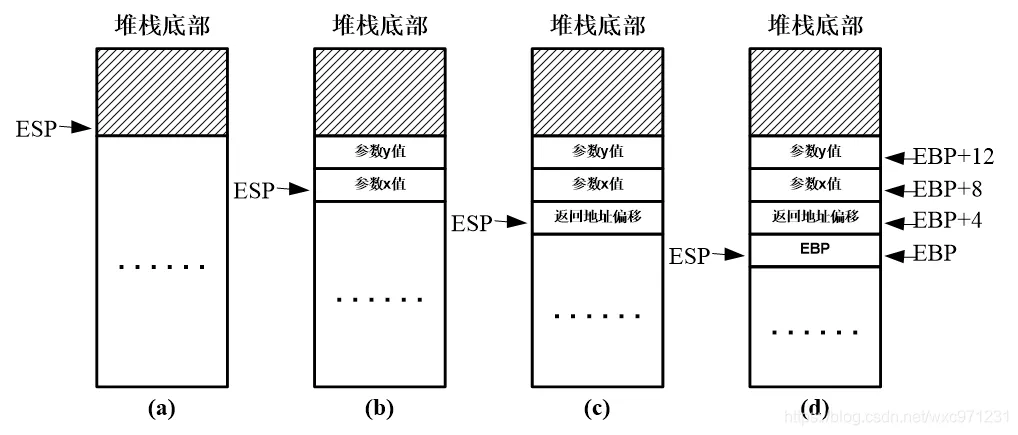 堆栈底部 堆栈底部 堆栈底部 堆栈底部
ESP
参数y值 参数y值 参数y值 EBP+12
ESP 参数x值 参数x值 参数x值 EBP+8
ESP 返回地址偏移 返回地址偏移 EBP+4
ESP EBP EBP
...... ...... ...... ......
(a) (b) (c) (d)
https://blog.csdn.net/wxc971231